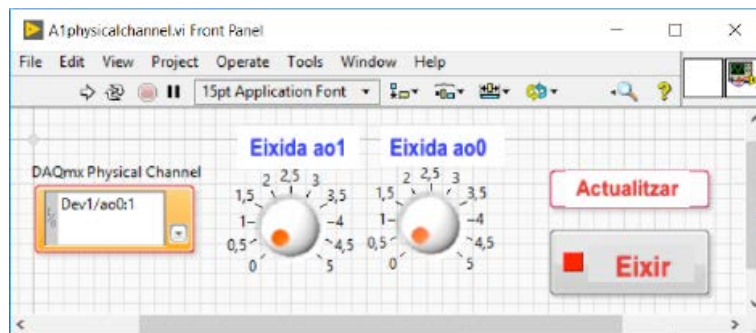 A1physicalchannel.vi Front Panel
File Edit View Project Operate Tools Window Help
15pt Application Font
Eixida ao1
Eixida ao0
DAQmx Physical Channel
Dev1/ao0:1
0 0,5 1 1,5 2 2,5 3 3,5 4 4,5 5
0 0,5 1 1,5 2 2,5 3 3,5 4 4,5 5
Actualitzar
Eixir